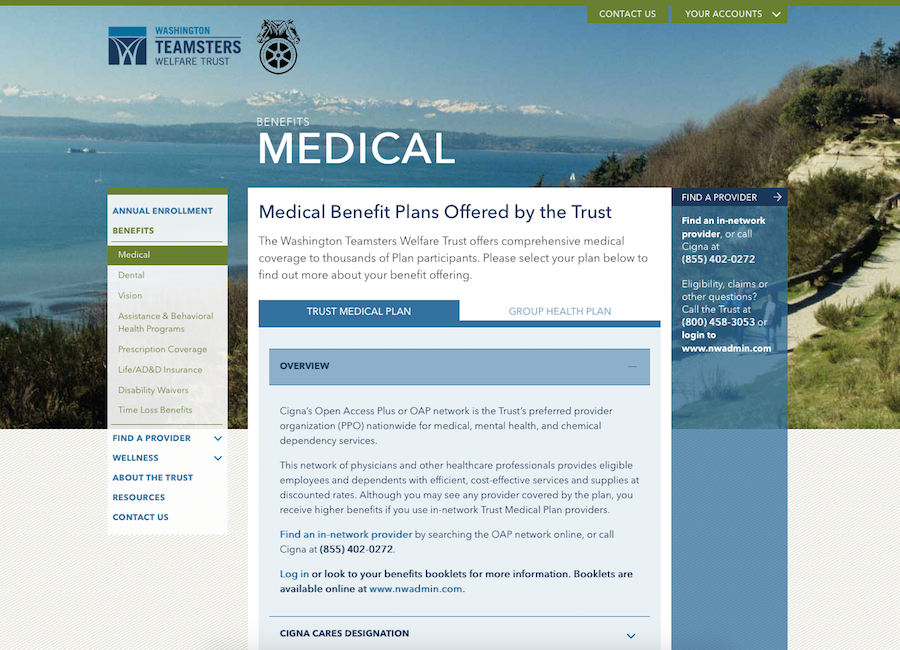 CONTACT US
YOUR ACCOUNTS
WASHINGTON
TEAMSTERS
WELFARE TRUST
BENEFITS
MEDICAL
ANNUAL ENROLLMENT
BENEFITS
Medical
Dental
Vision
Assistance & Behavioral
Health Programs
Prescription Coverage
Life/AD&D Insurance
Disability Waivers
Time Loss Benefits
FIND A PROVIDER
WELLNESS
ABOUT THE TRUST
RESOURCES
CONTACT US
Medical Benefit Plans Offered by the Trust
The Washington Teamsters Welfare Trust offers comprehensive medical
coverage to thousands of Plan participants. Please select your plan below to
find out more about your benefit offering.
TRUST MEDICAL PLAN
GROUP HEALTH PLAN
OVERVIEW
Cigna's Open Access Plus or OAP network is the Trust's preferred provider
organization (PPO) nationwide for medical, mental health, and chemical
dependency services.
This network of physicians and other healthcare professionals provides eligible
employees and dependents with efficient, cost-effective services and supplies at
discounted rates. Although you may see any provider covered by the plan, you
receive higher benefits if you use in-network Trust Medical Plan providers.
Find an in-network provider by searching the OAP network online, or call
Cigna at (855) 402-0272.
Log in or look to your benefits booklets for more information. Booklets are
available online at www.nwadmin.com.
CIGNA CARES DESIGNATION
FIND A PROVIDER
Find an in-network
provider, or call
Cigna at
(855) 402-0272
Eligibility, claims or
other questions?
Call the Trust at
(800) 458-3053 or
login to
www.nwadmin.com